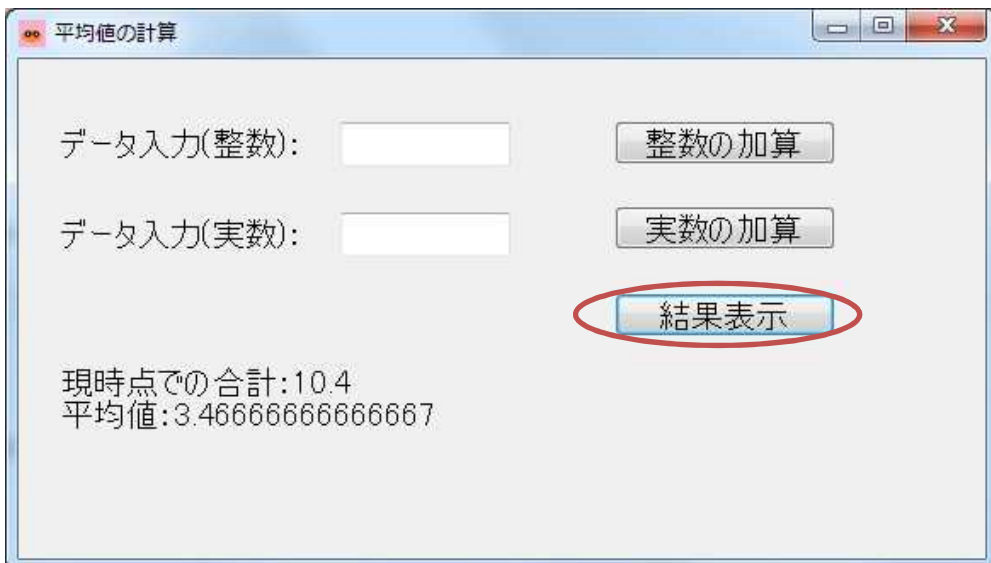 平均値の計算
データ入力(整数):
整数の加算
データ入力(実数):
実数の加算
結果表示
現時点での合計:10.4
平均値:3.46666666666667